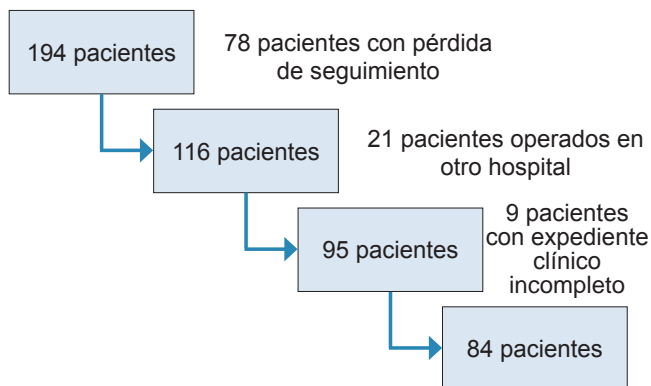 194 pacientes
78 pacientes con pérdida
de seguimiento
116 pacientes
21 pacientes operados en
otro hospital
95 pacientes
9 pacientes
con expediente
clínico
incompleto
84 pacientes